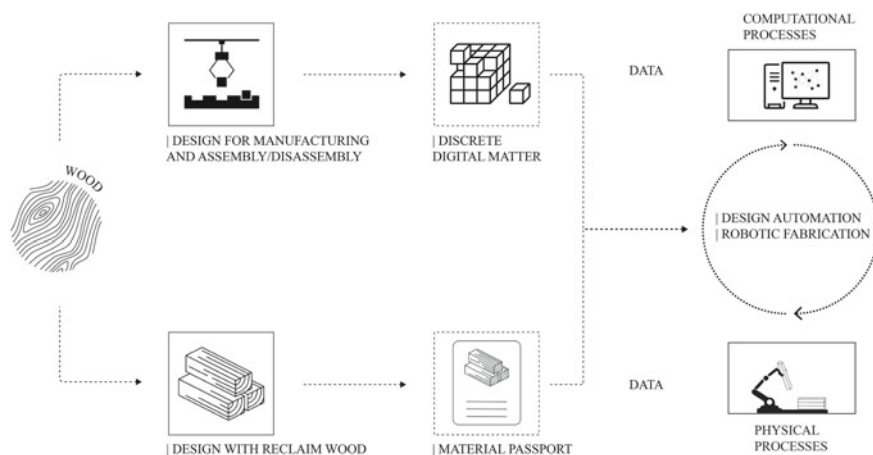 COMPUTATIONAL
PROCESSES
DATA
| DESIGN FOR MANUFACTURING
AND ASSEMBLY/DISASSEMBLY
| DISCRETE
DIGITAL MATTER
WOOD
| DESIGN AUTOMATION
| ROBOTIC FABRICATION
DATA
| DESIGN WITH RECLAIM WOOD
| MATERIAL PASSPORT
PHYSICAL
PROCESSES